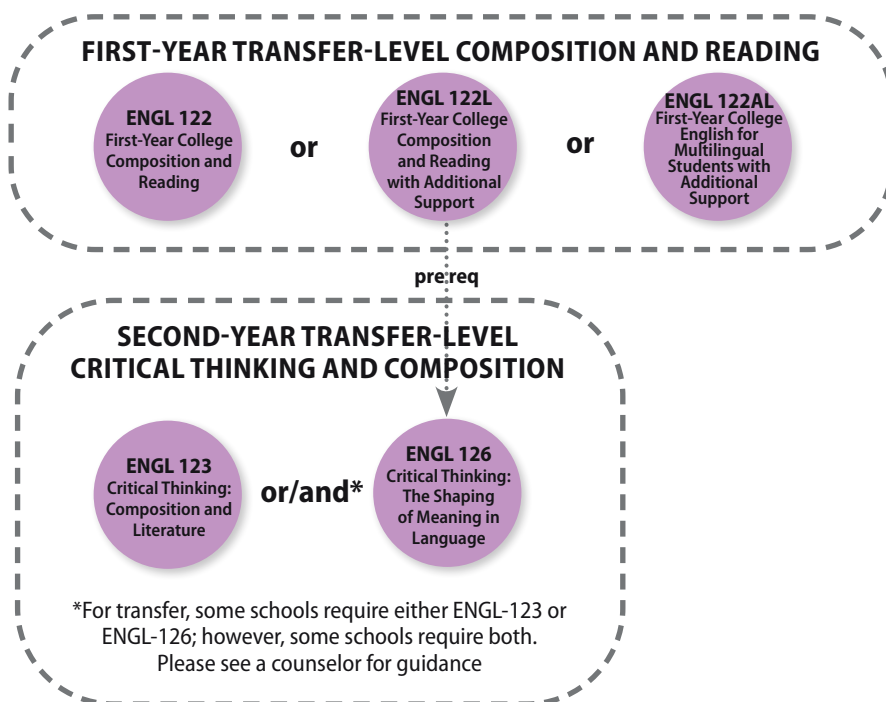 FIRST-YEAR TRANSFER-LEVEL COMPOSITION AND READING
ENGL 122
First-Year College
Composition and
Reading
or
ENGL 122L
First-Year College
Composition
and Reading
with Additional
Support
or
ENGL 122AL
First-Year College
English for
Multilingual
Students with
Additional
Support
prereq
SECOND-YEAR TRANSFER-LEVEL
CRITICAL THINKING AND COMPOSITION
ENGL 123
Critical Thinking:
Composition and
Literature
or/and*
ENGL 126
Critical Thinking:
The Shaping
of Meaning in
Language
*For transfer, some schools require either ENGL-123 or
ENGL-126; however, some schools require both.
Please see a counselor for guidance